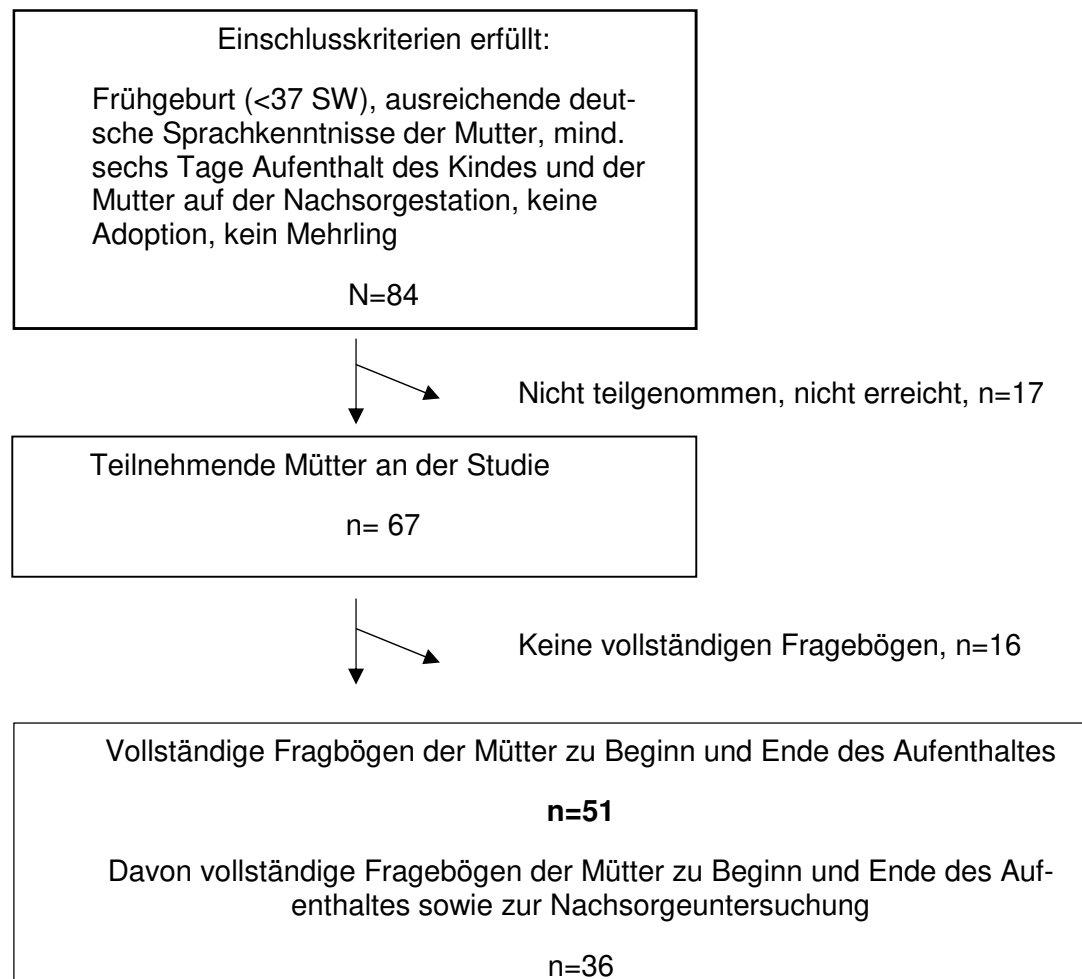 Einschlusskriterien erfüllt:
Frühgeburt (<37 SW), ausreichende deut-
sche Sprachkenntnisse der Mutter, mind.
sechs Tage Aufenthalt des Kindes und der
Mutter auf der Nachsorgestation, keine
Adoption, kein Mehrling
N=84
Nicht teilgenommen, nicht erreicht, n=17
Teilnehmende Mütter an der Studie
n= 67
Keine vollständigen Fragebögen, n=16
Vollständige Fragbögen der Mütter zu Beginn und Ende des Aufenthaltes
n=51
Davon vollständige Fragebögen der Mütter zu Beginn und Ende des Auf-
enthaltes sowie zur Nachsorgeuntersuchung
n=36